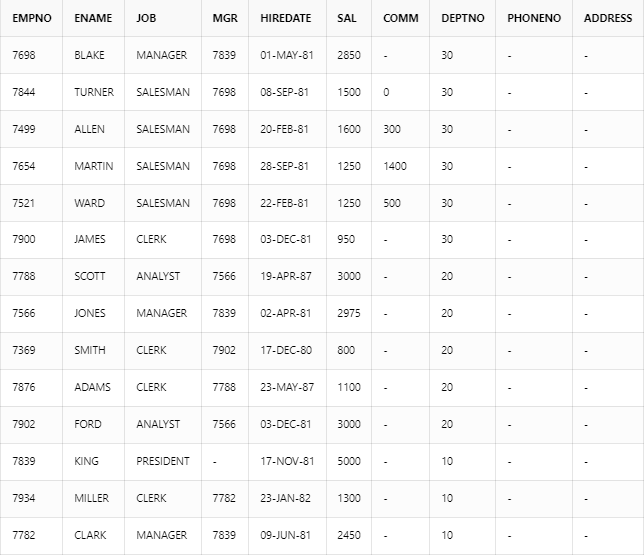 EMPNO ENAME JOB MGR HIREDATE SAL COMM DEPTNO PHONENO ADDRESS
7698 BLAKE MANAGER 7839 01-MAY-81 2850 - 30 - -
7844 TURNER SALESMAN 7698 08-SEP-81 1500 0 30 - -
7499 ALLEN SALESMAN 7698 20-FEB-81 1600 300 30 - -
7654 MARTIN SALESMAN 7698 28-SEP-81 1250 1400 30 - -
7521 WARD SALESMAN 7698 22-FEB-81 1250 500 30 - -
7900 JAMES CLERK 7698 03-DEC-81 950 - 30 - -
7788 SCOTT ANALYST 7566 19-APR-87 3000 - 20 - -
7566 JONES MANAGER 7839 02-APR-81 2975 - 20 - -
7369 SMITH CLERK 7902 17-DEC-80 800 - 20 - -
7876 ADAMS CLERK 7788 23-MAY-87 1100 - 20 - -
7902 FORD ANALYST 7566 03-DEC-81 3000 - 20 - -
7839 KING PRESIDENT - 17-NOV-81 5000 - 10 - -
7934 MILLER CLERK 7782 23-JAN-82 1300 - 10 - -
7782 CLARK MANAGER 7839 09-JUN-81 2450 - 10 - -